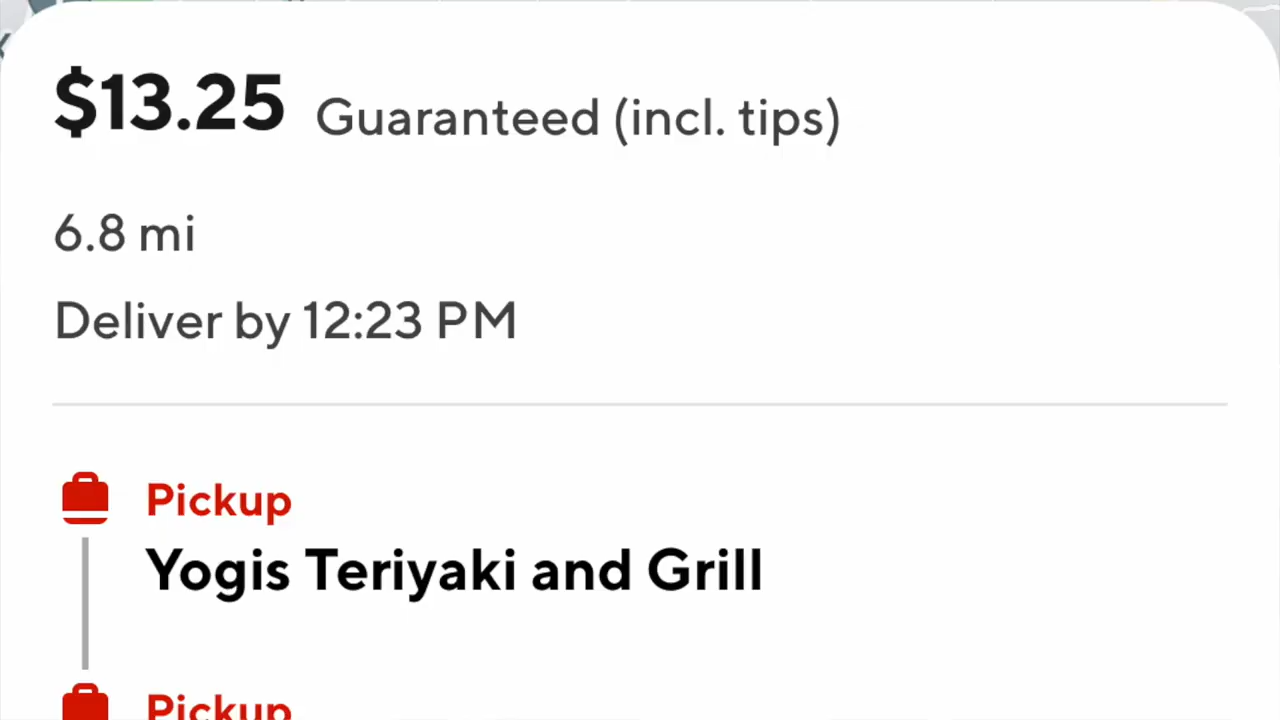 $13.25 Guaranteed (incl. tips)
6.8 mi
Deliver by 12:23 PM
Pickup
Yogis Teriyaki and Grill
Pickup